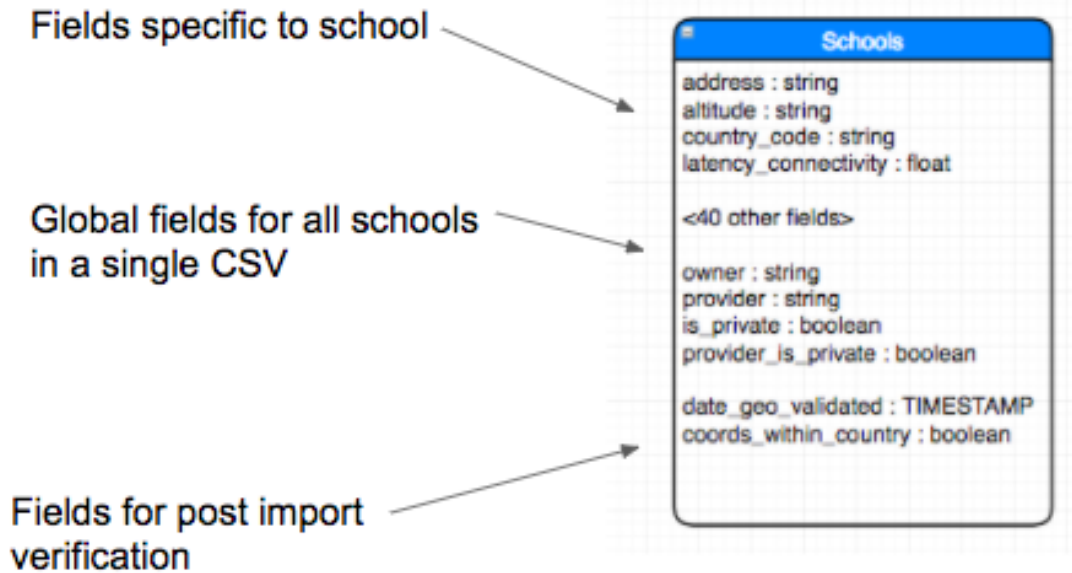 Fields specific to school
Global fields for all schools
in a single CSV
Fields for post import
verification
Schools
address : string
altitude : string
country_code : string
latency_connectivity : float
<40 other fields>
owner : string
provider : string
is_private : boolean
provider_is_private : boolean
date_geo_validated : TIMESTAMP
coords_within_country : boolean